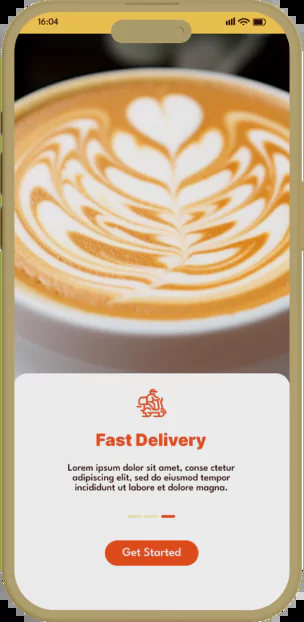 16:04
Fast Delivery
Lorem ipsum dolor sit amet, conse ctetur
adipiscing elit, sed do eiusmod tempor
incididunt ut labore et dolore magna.
Get Started